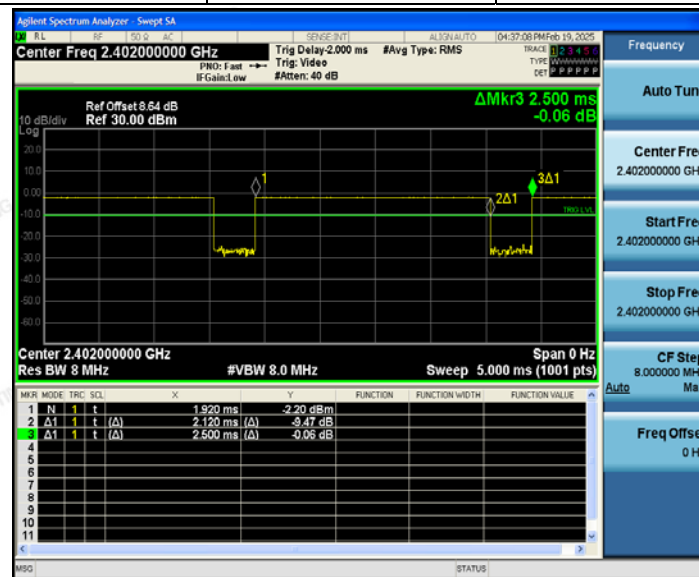 Agilent Spectrum Analyzer - Swept SA
RL RF 50 Ω AC SENSE:INT ALIGN AUTO 04:37:08 PM Feb 19, 2025
Center Freq 2.402000000 GHz
PNO: Fast
IFGain:Low
Trig Delay-2.000 ms
Trig: Video
#Atten: 40 dB
#Avg Type: RMS
TRACE 1 2 3 4 5 6
TYPE WWWWWW
DET P P P P P P
Ref Offset 8.64 dB
Ref 30.00 dBm
10 dB/div
Log
ΔMkr3 2.500 ms
-0.06 dB
20.0
10.0
0.00
-10.0
-20.0
-30.0
-40.0
-50.0
-60.0
1
2Δ1
3Δ1
TRIG LVL
Center 2.402000000 GHz
Res BW 8 MHz
#VBW 8.0 MHz
Span 0 Hz
Sweep 5.000 ms (1001 pts)
MKR MODE TRC SCL X Y FUNCTION FUNCTION WIDTH FUNCTION VALUE
1 N 1 t 1.920 ms -2.20 dBm
2 Δ1 1 t (Δ) 2.120 ms (Δ) -9.47 dB
3 Δ1 1 t (Δ) 2.500 ms (Δ) -0.06 dB
4
5
6
7
8
9
10
11
MSG STATUS
Frequency
Auto Tun
Center Fre
2.402000000 GH
Start Fre
2.402000000 GH
Stop Fre
2.402000000 GH
CF Step
8.000000 MH
Auto Ma
Freq Offse
0 H